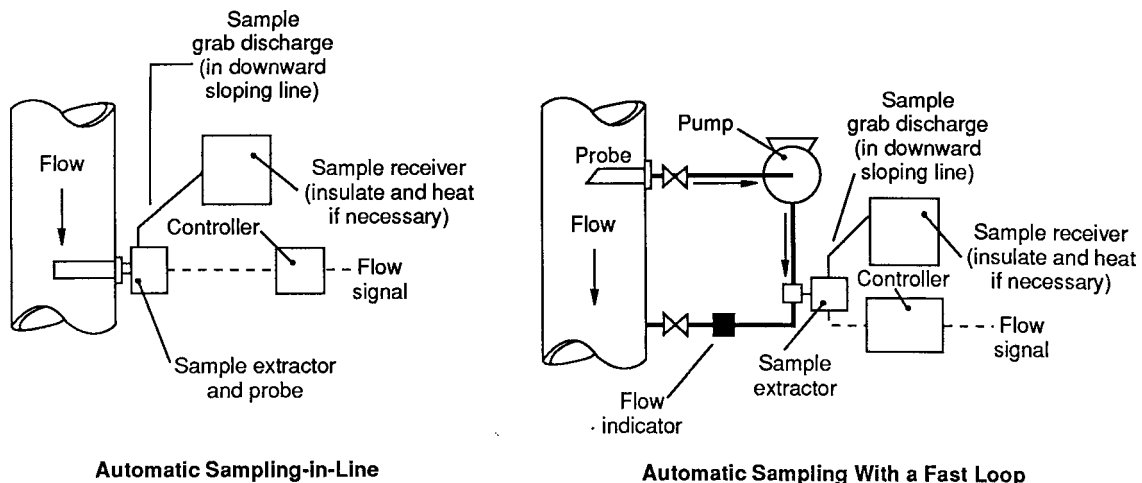 Sample
grab discharge
(in downward
sloping line)
Flow
Sample receiver
(insulate and heat
if necessary)
Controller
Flow
signal
Sample extractor
and probe
Automatic Sampling-in-Line
Sample
grab discharge
(in downward
sloping line)
Pump
Probe
Flow
Sample receiver
(insulate and heat
if necessary)
Controller
Flow
signal
Sample
extractor
Flow
indicator
Automatic Sampling With a Fast Loop